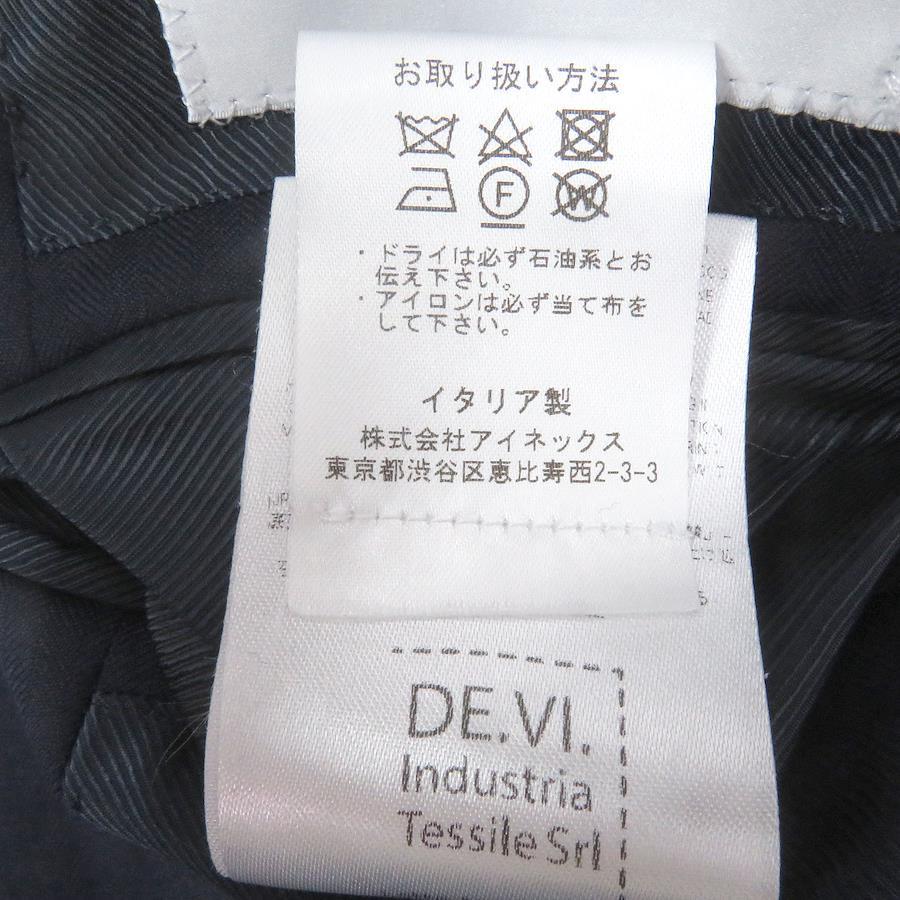 お取り扱い方法
F W
・ドライは必ず石油系とお
伝え下さい。
・アイロンは必ず当て布を
して下さい。
イタリア製
株式会社アイネックス
東京都渋谷区恵比寿西2-3-3
DE.VI.
Industria
Tessile Srl